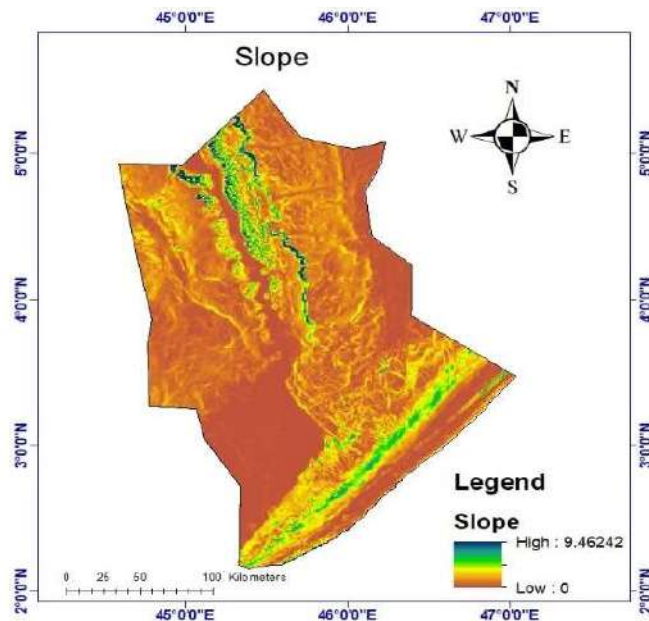 45°0'0"E 46°0'0"E 47°0'0"E
Slope
N
W E
S
5°0'0"N 5°0'0"N
4°0'0"N 4°0'0"N
3°0'0"N 3°0'0"N
2°0'0"N 2°0'0"N
Legend
Slope
High : 9.46242
Low : 0
0 25 50 100 Kilometers
45°0'0"E 46°0'0"E 47°0'0"E